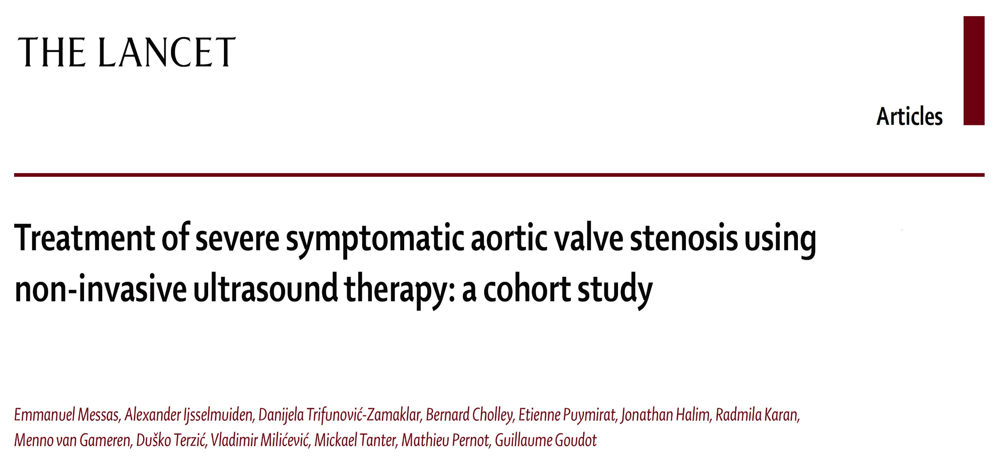 THE LANCET
Articles
Treatment of severe symptomatic aortic valve stenosis using
non-invasive ultrasound therapy: a cohort study
Emmanuel Messas, Alexander Ijsselmuiden, Danijela Trifunović-Zamaklar, Bernard Cholley, Etienne Puymirat, Jonathan Halim, Radmila Karan,
Menno van Gameren, Duško Terzić, Vladimir Milićević, Mickael Tanter, Mathieu Pernot, Guillaume Goudot